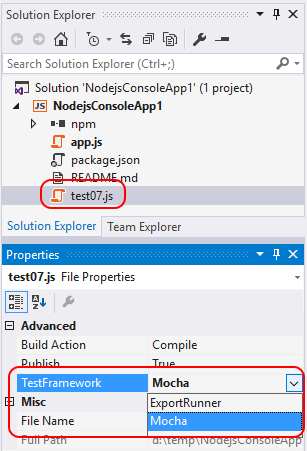 Solution Explorer
Search Solution Explorer (Ctrl+;)
Solution 'NodejsConsoleApp1' (1 project)
JS NodejsConsoleApp1
npm
app.js
package.json
README.md
test07.js
Solution Explorer Team Explorer
Properties
test07.js File Properties
Advanced
Build Action Compile
Publish True
TestFramework Mocha
Misc ExportRunner
File Name Mocha
Full Path d:\temp\NodejsConsoleApp